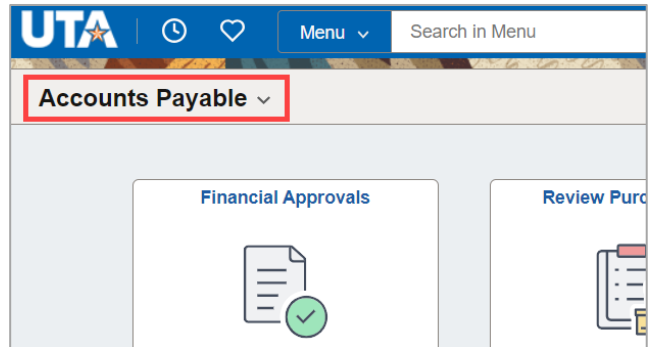 UTA Menu Search in Menu
Accounts Payable
Financial Approvals Review Purc